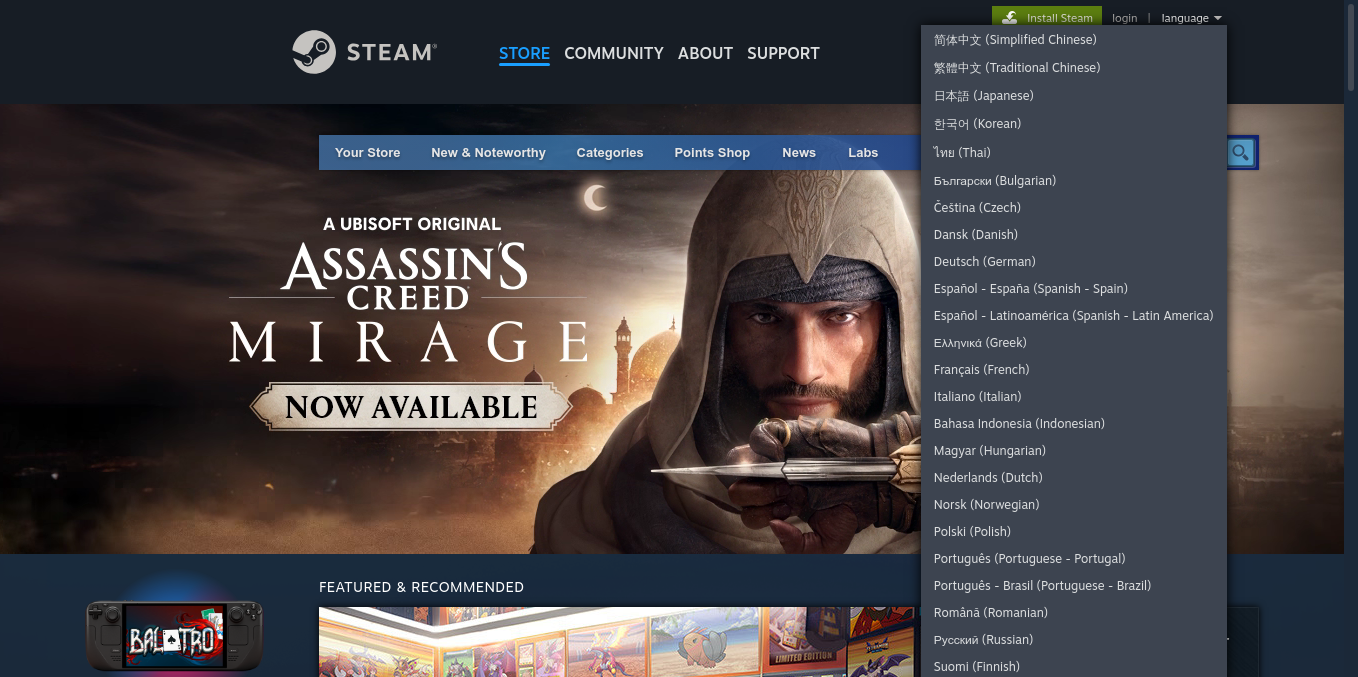 Install Steam
login | language
STEAM®
STORE COMMUNITY ABOUT SUPPORT
简体中文 (Simplified Chinese)
繁體中文 (Traditional Chinese)
日本語 (Japanese)
한국어 (Korean)
ไทย (Thai)
Български (Bulgarian)
Čeština (Czech)
Dansk (Danish)
Deutsch (German)
Español - España (Spanish - Spain)
Español - Latinoamérica (Spanish - Latin America)
Ελληνικά (Greek)
Français (French)
Italiano (Italian)
Bahasa Indonesia (Indonesian)
Magyar (Hungarian)
Nederlands (Dutch)
Norsk (Norwegian)
Polski (Polish)
Português (Portuguese - Portugal)
Português - Brasil (Portuguese - Brazil)
Română (Romanian)
Русский (Russian)
Suomi (Finnish)
Your Store New & Noteworthy Categories Points Shop News Labs
A UBISOFT ORIGINAL
ASSASSIN'S
CREED
MIRAGE
NOW AVAILABLE
FEATURED & RECOMMENDED
BALATRO
LIMITED EDITION